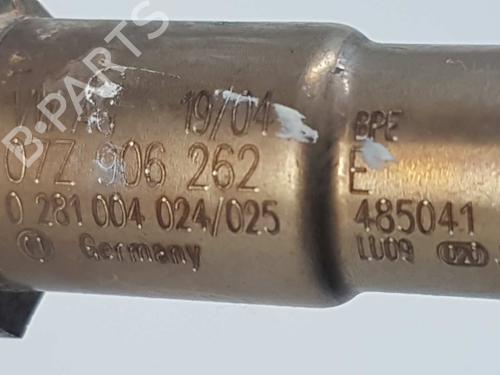 19/04 BPE
07Z 906 262 E
0 281 004 024/025 485041
Germany LU09
B-PARTS